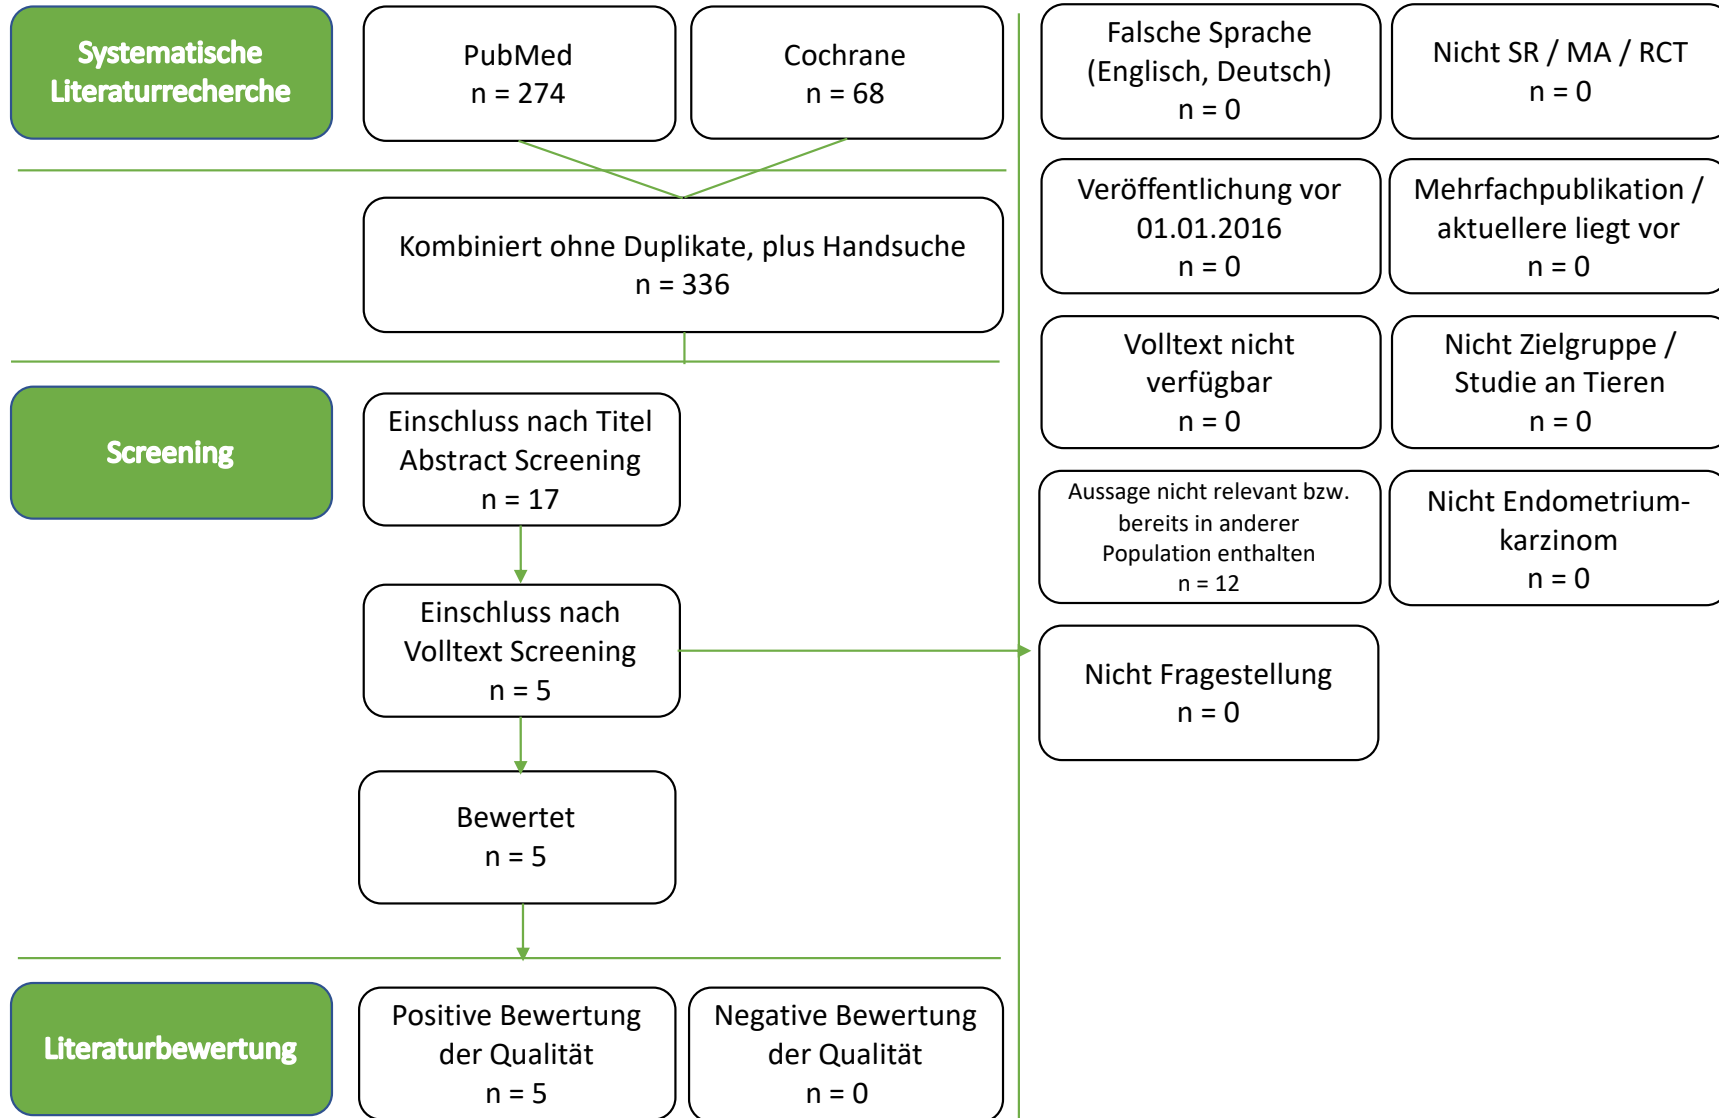 Systematische
Literaturrecherche
PubMed
n = 274
Cochrane
n = 68
Kombiniert ohne Duplikate, plus Handsuche
n = 336
Screening
Einschluss nach Titel
Abstract Screening
n = 17
Einschluss nach
Volltext Screening
n = 5
Bewertet
n = 5
Literaturbewertung
Positive Bewertung
der Qualität
n = 5
Negative Bewertung
der Qualität
n = 0
Falsche Sprache
(Englisch, Deutsch)
n = 0
Nicht SR / MA / RCT
n = 0
Veröffentlichung vor
01.01.2016
n = 0
Mehrfachpublikation /
aktuellere liegt vor
n = 0
Volltext nicht
verfügbar
n = 0
Nicht Zielgruppe /
Studie an Tieren
n = 0
Aussage nicht relevant bzw.
bereits in anderer
Population enthalten
n = 12
Nicht Endometrium-
karzinom
n = 0
Nicht Fragestellung
n = 0